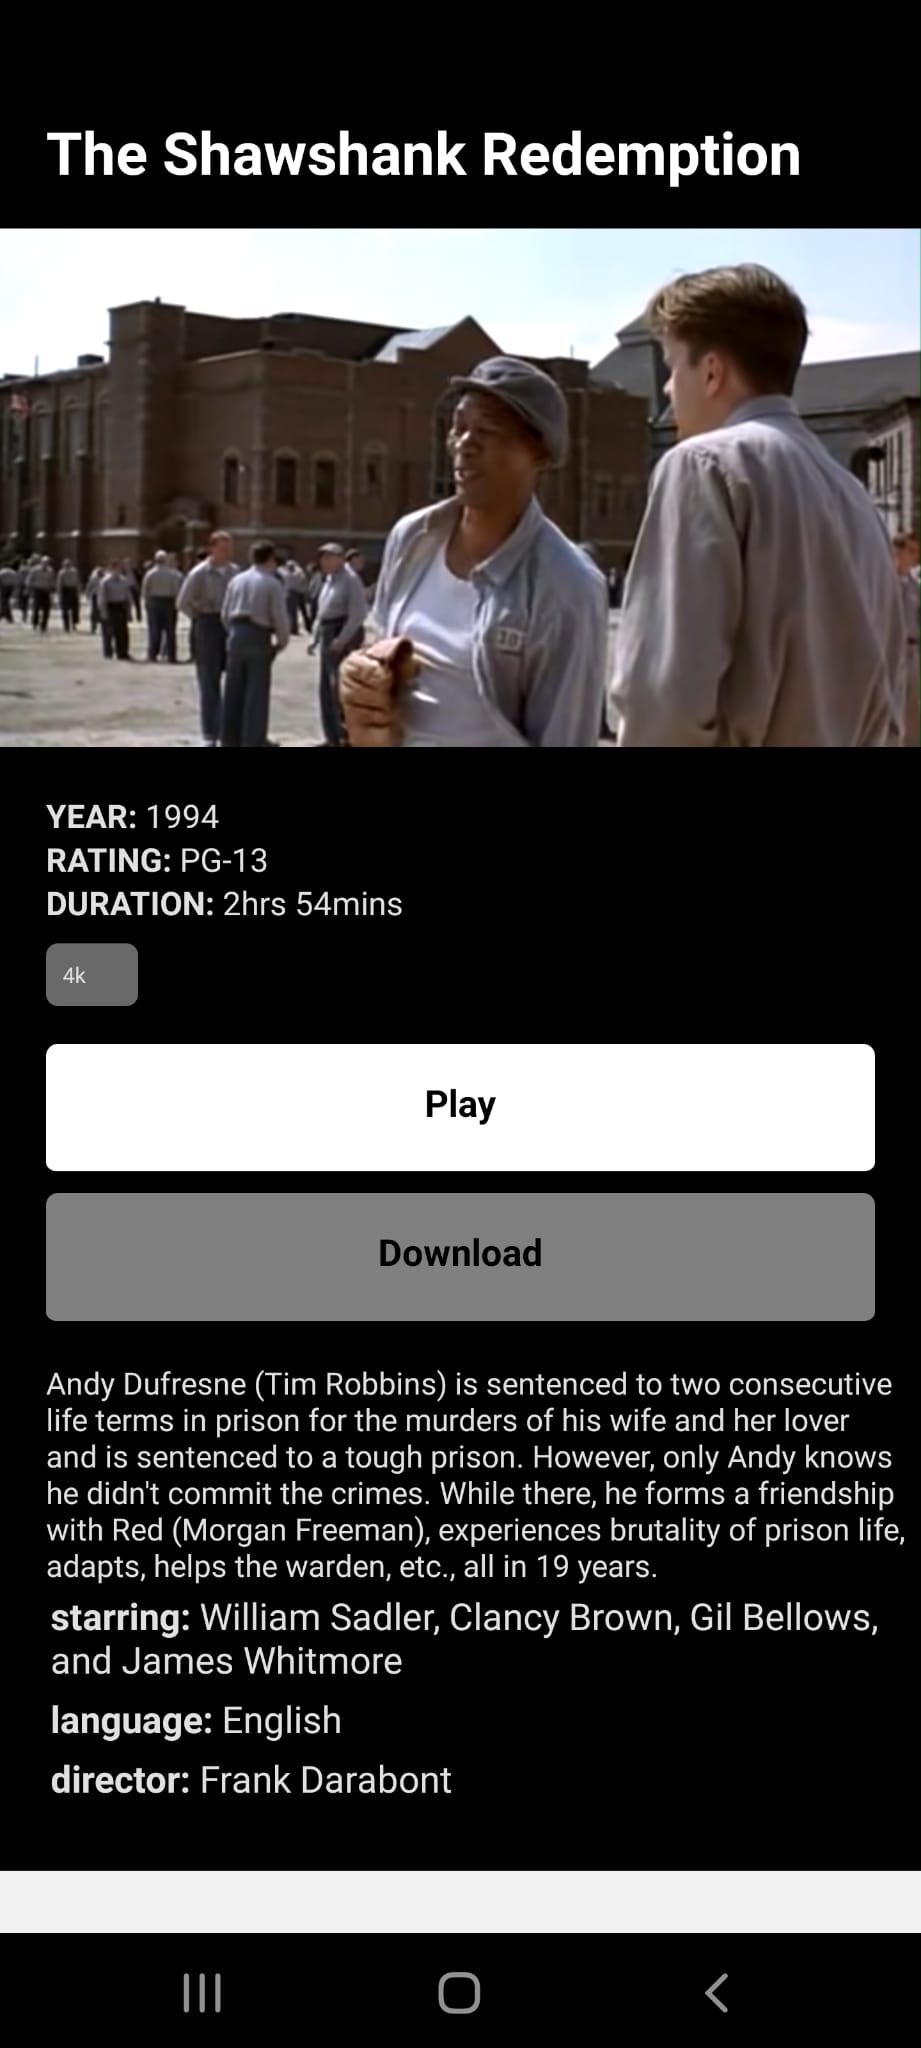 The Shawshank Redemption
YEAR: 1994
RATING: PG-13
DURATION: 2hrs 54mins
4k
Play
Download
Andy Dufresne (Tim Robbins) is sentenced to two consecutive
life terms in prison for the murders of his wife and her lover
and is sentenced to a tough prison. However, only Andy knows
he didn't commit the crimes. While there, he forms a friendship
with Red (Morgan Freeman), experiences brutality of prison life,
adapts, helps the warden, etc., all in 19 years.
starring: William Sadler, Clancy Brown, Gil Bellows,
and James Whitmore
language: English
director: Frank Darabont